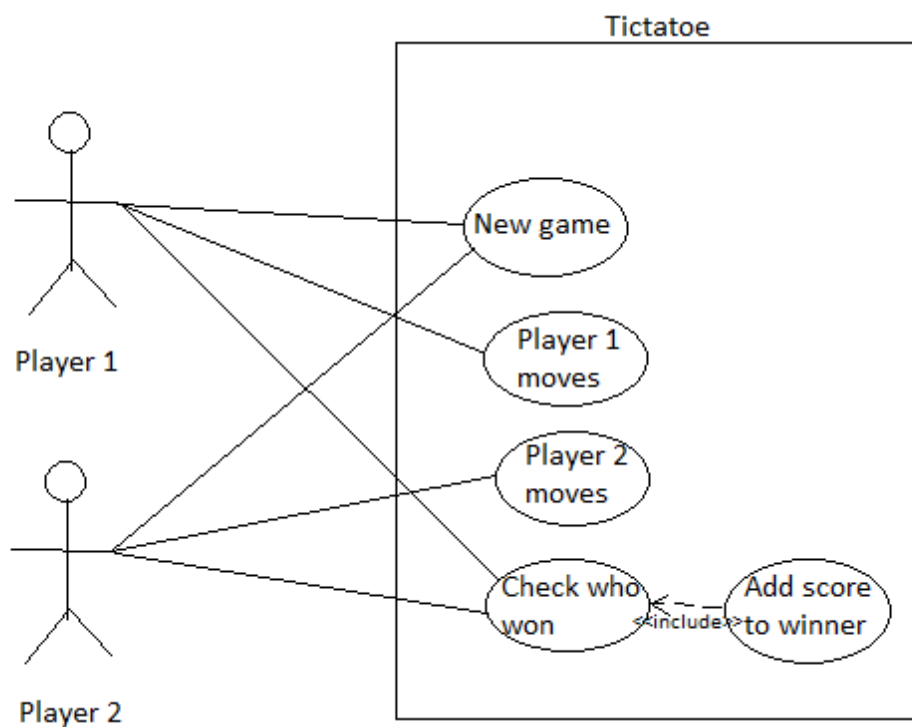 Tictatoe
New game
Player 1
Player 1
moves
Player 2
moves
Check who
won
<<include>>
Add score
to winner
Player 2